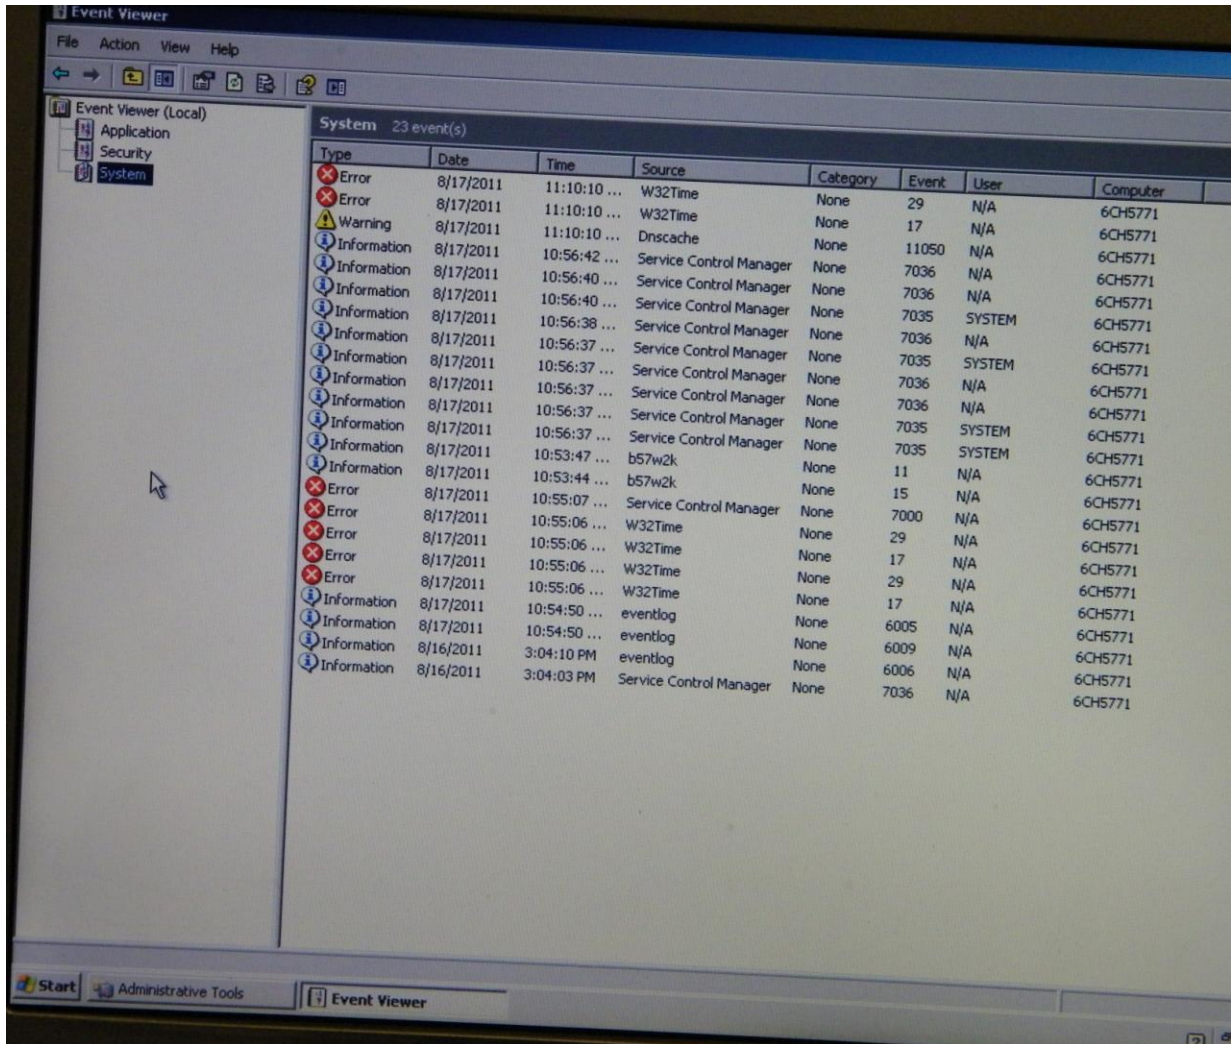 Event Viewer
File Action View Help
Event Viewer (Local)
Application
Security
System
System 23 event(s)
Type Date Time Source Category Event User Computer
Error 8/17/2011 11:10:10 ... W32Time None 29 N/A 6CH5771
Error 8/17/2011 11:10:10 ... W32Time None 17 N/A 6CH5771
Warning 8/17/2011 11:10:10 ... Dnscache None 11050 N/A 6CH5771
Information 8/17/2011 10:56:42 ... Service Control Manager None 7036 N/A 6CH5771
Information 8/17/2011 10:56:40 ... Service Control Manager None 7036 N/A 6CH5771
Information 8/17/2011 10:56:40 ... Service Control Manager None 7035 SYSTEM 6CH5771
Information 8/17/2011 10:56:38 ... Service Control Manager None 7036 N/A 6CH5771
Information 8/17/2011 10:56:37 ... Service Control Manager None 7035 SYSTEM 6CH5771
Information 8/17/2011 10:56:37 ... Service Control Manager None 7036 N/A 6CH5771
Information 8/17/2011 10:56:37 ... Service Control Manager None 7036 N/A 6CH5771
Information 8/17/2011 10:56:37 ... Service Control Manager None 7035 SYSTEM 6CH5771
Information 8/17/2011 10:56:37 ... Service Control Manager None 7035 SYSTEM 6CH5771
Information 8/17/2011 10:53:47 ... b57w2k None 11 N/A 6CH5771
Information 8/17/2011 10:53:44 ... b57w2k None 15 N/A 6CH5771
Error 8/17/2011 10:55:07 ... Service Control Manager None 7000 N/A 6CH5771
Error 8/17/2011 10:55:06 ... W32Time None 29 N/A 6CH5771
Error 8/17/2011 10:55:06 ... W32Time None 17 N/A 6CH5771
Error 8/17/2011 10:55:06 ... W32Time None 29 N/A 6CH5771
Error 8/17/2011 10:55:06 ... W32Time None 17 N/A 6CH5771
Information 8/17/2011 10:54:50 ... eventlog None 6005 N/A 6CH5771
Information 8/17/2011 10:54:50 ... eventlog None 6009 N/A 6CH5771
Information 8/16/2011 3:04:10 PM eventlog None 6006 N/A 6CH5771
Information 8/16/2011 3:04:03 PM Service Control Manager None 7036 N/A 6CH5771
Start Administrative Tools Event Viewer